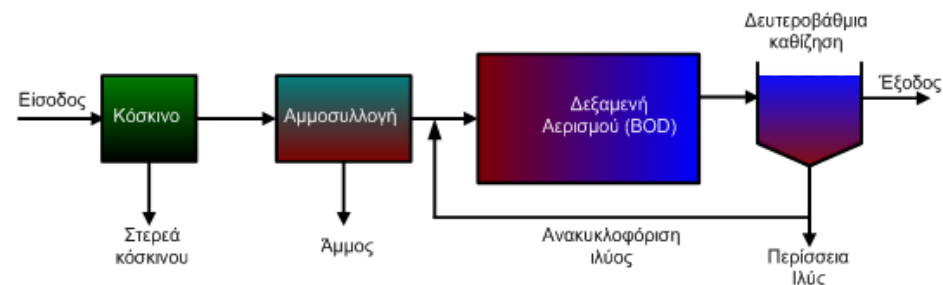 Δευτεροβάθμια
καθίζηση
Είσοδος
Κόσκινο
Αμμοσυλλογή
Δεξαμενή
Αερισμού (BOD)
Έξοδος
Στερεά
κόσκινου
Άμμος
Ανακυκλοφόριση
ιλύος
Περίσσεια
Ιλύς